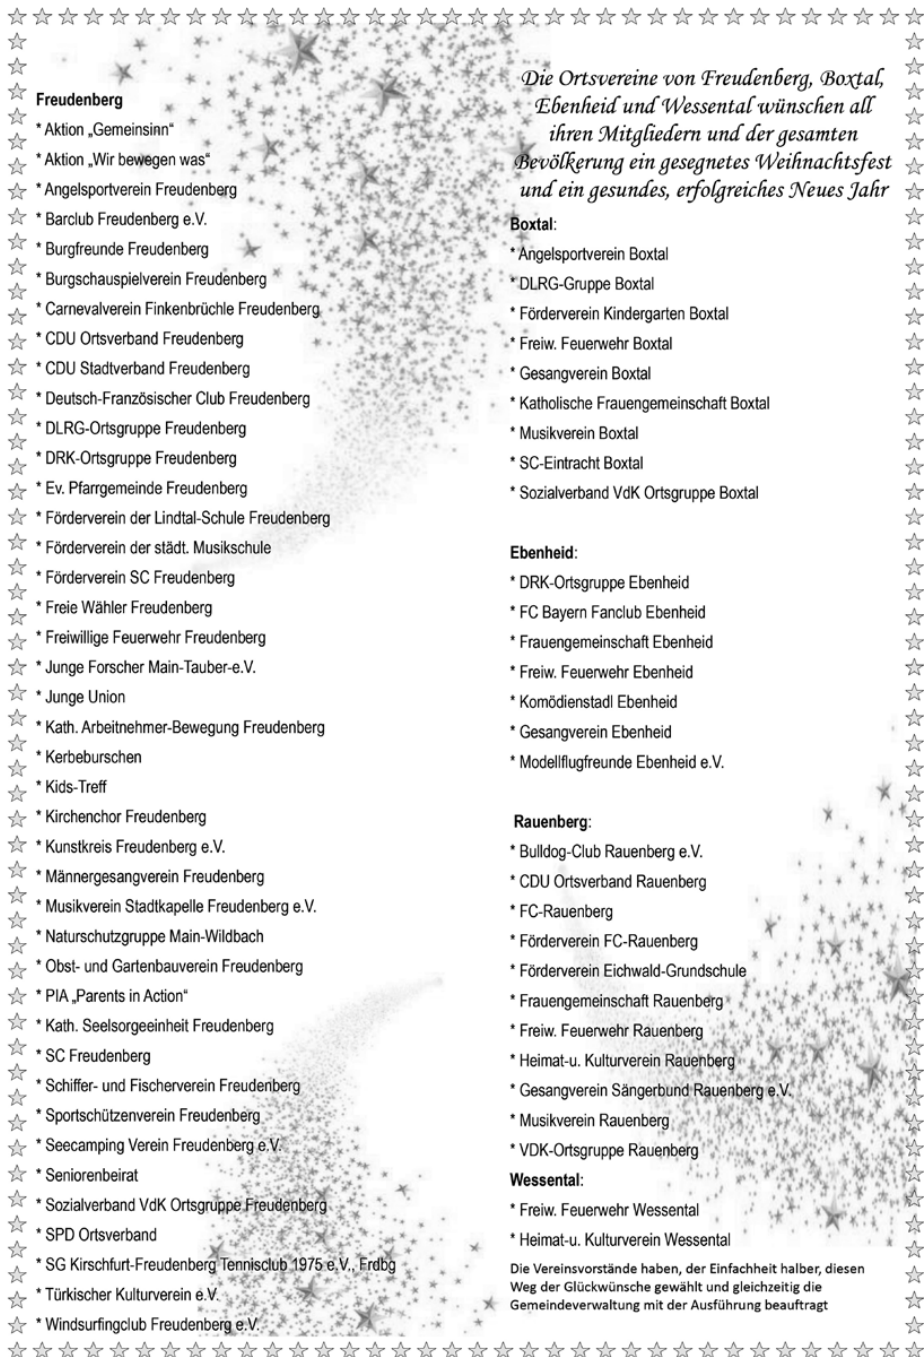 Freudenberg
* Aktion „Gemeinsinn“
* Aktion „Wir bewegen was“
* Angelsportverein Freudenberg
* Barclub Freudenberg e.V.
* Burgfreunde Freudenberg
* Burgschauspielverein Freudenberg
* Carnevalverein Finkenbrüchle Freudenberg
* CDU Ortsverband Freudenberg
* CDU Stadtverband Freudenberg
* Deutsch-Französischer Club Freudenberg
* DLRG-Ortsgruppe Freudenberg
* DRK-Ortsgruppe Freudenberg
* Ev. Pfarrgemeinde Freudenberg
* Förderverein der Lindtal-Schule Freudenberg
* Förderverein der städt. Musikschule
* Förderverein SC Freudenberg
* Freie Wähler Freudenberg
* Freiwillige Feuerwehr Freudenberg
* Junge Forscher Main-Tauber-e.V.
* Junge Union
* Kath. Arbeitnehmer-Bewegung Freudenberg
* Kerbeburschen
* Kids-Treff
* Kirchenchor Freudenberg
* Kunstkreis Freudenberg e.V.
* Männergesangverein Freudenberg
* Musikverein Stadtkapelle Freudenberg e.V.
* Naturschutzgruppe Main-Wildbach
* Obst- und Gartenbauverein Freudenberg
* PIA „Parents in Action“
* Kath. Seelsorgeeinheit Freudenberg
* SC Freudenberg
* Schiffer- und Fischerverein Freudenberg
* Sportschützenverein Freudenberg
* Seecamping Verein Freudenberg e.V.
* Seniorenbeirat
* Sozialverband VdK Ortsgruppe Freudenberg
* SPD Ortsverband
* SG Kirschfurt-Freudenberg Tennisclub 1975 e.V., Frdbg
* Türkischer Kulturverein e.V.
* Windsurfingclub Freudenberg e.V.
Die Ortsvereine von Freudenberg, Boxtal,
Ebenheid und Wessental wünschen all
ihren Mitgliedern und der gesamten
Bevölkerung ein gesegnetes Weihnachtsfest
und ein gesundes, erfolgreiches Neues Jahr
Boxtal:
* Angelsportverein Boxtal
* DLRG-Gruppe Boxtal
* Förderverein Kindergarten Boxtal
* Freiw. Feuerwehr Boxtal
* Gesangverein Boxtal
* Katholische Frauengemeinschaft Boxtal
* Musikverein Boxtal
* SC-Eintracht Boxtal
* Sozialverband VdK Ortsgruppe Boxtal
Ebenheid:
* DRK-Ortsgruppe Ebenheid
* FC Bayern Fanclub Ebenheid
* Frauengemeinschaft Ebenheid
* Freiw. Feuerwehr Ebenheid
* Komödienstadl Ebenheid
* Gesangverein Ebenheid
* Modellflugfreunde Ebenheid e.V.
Rauenberg:
* Bulldog-Club Rauenberg e.V.
* CDU Ortsverband Rauenberg
* FC-Rauenberg
* Förderverein FC-Rauenberg
* Förderverein Eichwald-Grundschule
* Frauengemeinschaft Rauenberg
* Freiw. Feuerwehr Rauenberg
* Heimat-u. Kulturverein Rauenberg
* Gesangverein Sängerbund Rauenberg e.V.
* Musikverein Rauenberg
* VDK-Ortsgruppe Rauenberg
Wessental:
* Freiw. Feuerwehr Wessental
* Heimat-u. Kulturverein Wessental
Die Vereinsvorstände haben, der Einfachheit halber, diesen
Weg der Glückwünsche gewählt und gleichzeitig die
Gemeindeverwaltung mit der Ausführung beauftragt